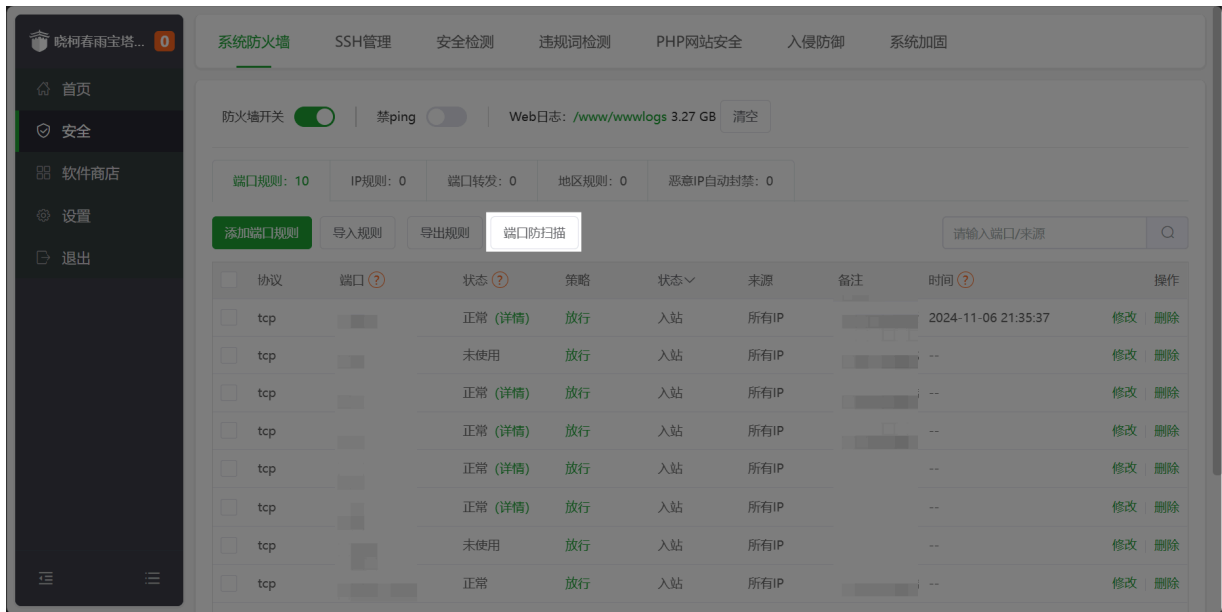 晓柯春雨宝塔... 0
首页
安全
软件商店
设置
退出
系统防火墙 SSH管理 安全检测 违规词检测 PHP网站安全 入侵防御 系统加固
防火墙开关 禁ping Web日志：/www/wwwlogs 3.27 GB 清空
端口规则：10 IP规则：0 端口转发：0 地区规则：0 恶意IP自动封禁：0
添加端口规则 导入规则 导出规则 端口防扫描 请输入端口/来源
协议 端口 ? 状态 ? 策略 状态 来源 备注 时间 ? 操作
tcp 正常 (详情) 放行 入站 所有IP 2024-11-06 21:35:37 修改 删除
tcp 未使用 放行 入站 所有IP -- 修改 删除
tcp 正常 (详情) 放行 入站 所有IP -- 修改 删除
tcp 正常 (详情) 放行 入站 所有IP -- 修改 删除
tcp 正常 (详情) 放行 入站 所有IP -- 修改 删除
tcp 正常 (详情) 放行 入站 所有IP -- 修改 删除
tcp 未使用 放行 入站 所有IP -- 修改 删除
tcp 正常 放行 入站 所有IP -- 修改 删除